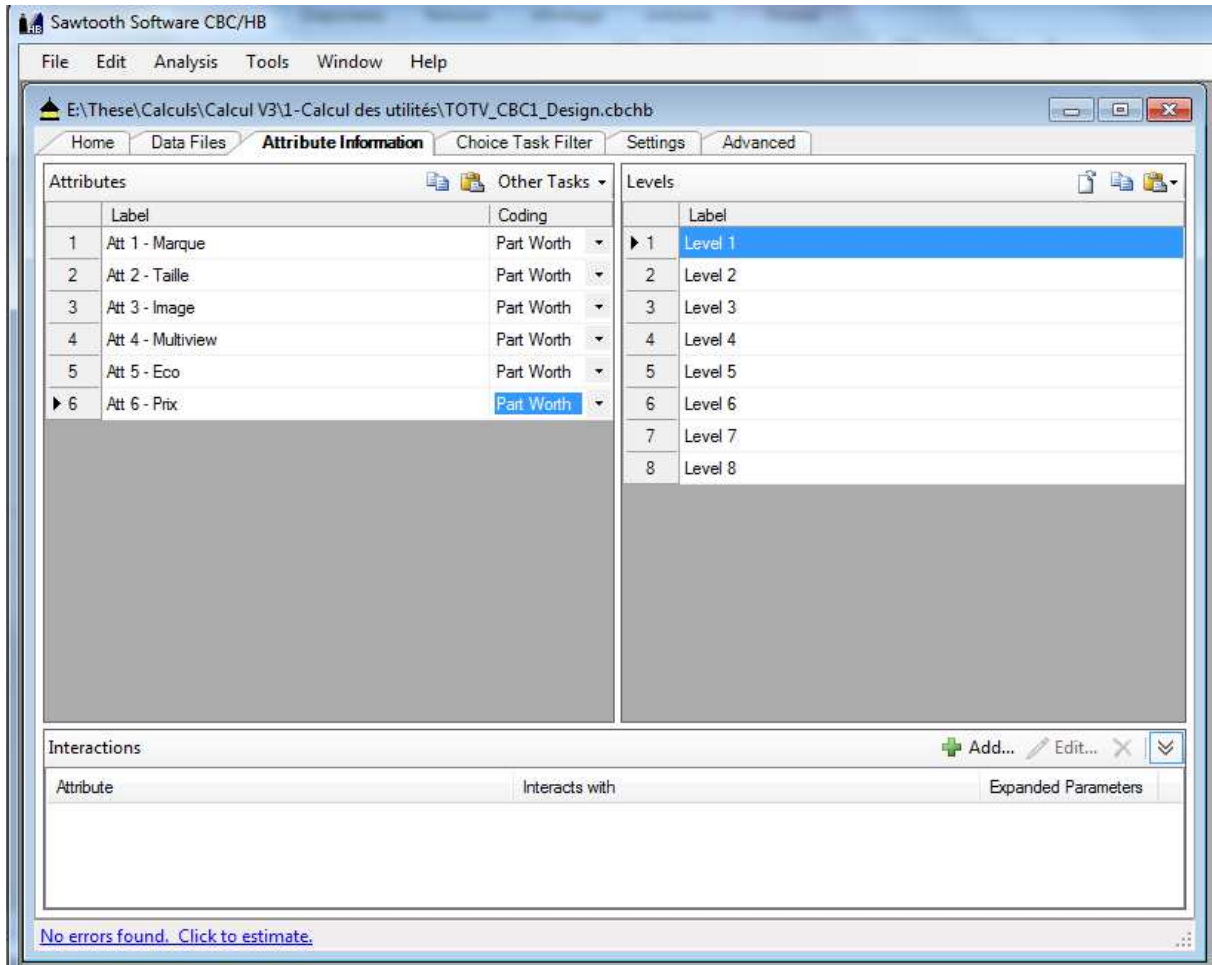 HB Sawtooth Software CBC/HB
File Edit Analysis Tools Window Help
E:\These\Calculs\Calcul V3\1-Calcul des utilités\TOTV_CBC1_Design.cbchb
Home Data Files Attribute Information Choice Task Filter Settings Advanced
Attributes Other Tasks
Label Coding
1 Att 1 - Marque Part Worth
2 Att 2 - Taille Part Worth
3 Att 3 - Image Part Worth
4 Att 4 - Multiview Part Worth
5 Att 5 - Eco Part Worth
6 Att 6 - Prix Part Worth
Levels
Label
1 Level 1
2 Level 2
3 Level 3
4 Level 4
5 Level 5
6 Level 6
7 Level 7
8 Level 8
Interactions Add... Edit...
Attribute Interacts with Expanded Parameters
No errors found. Click to estimate.